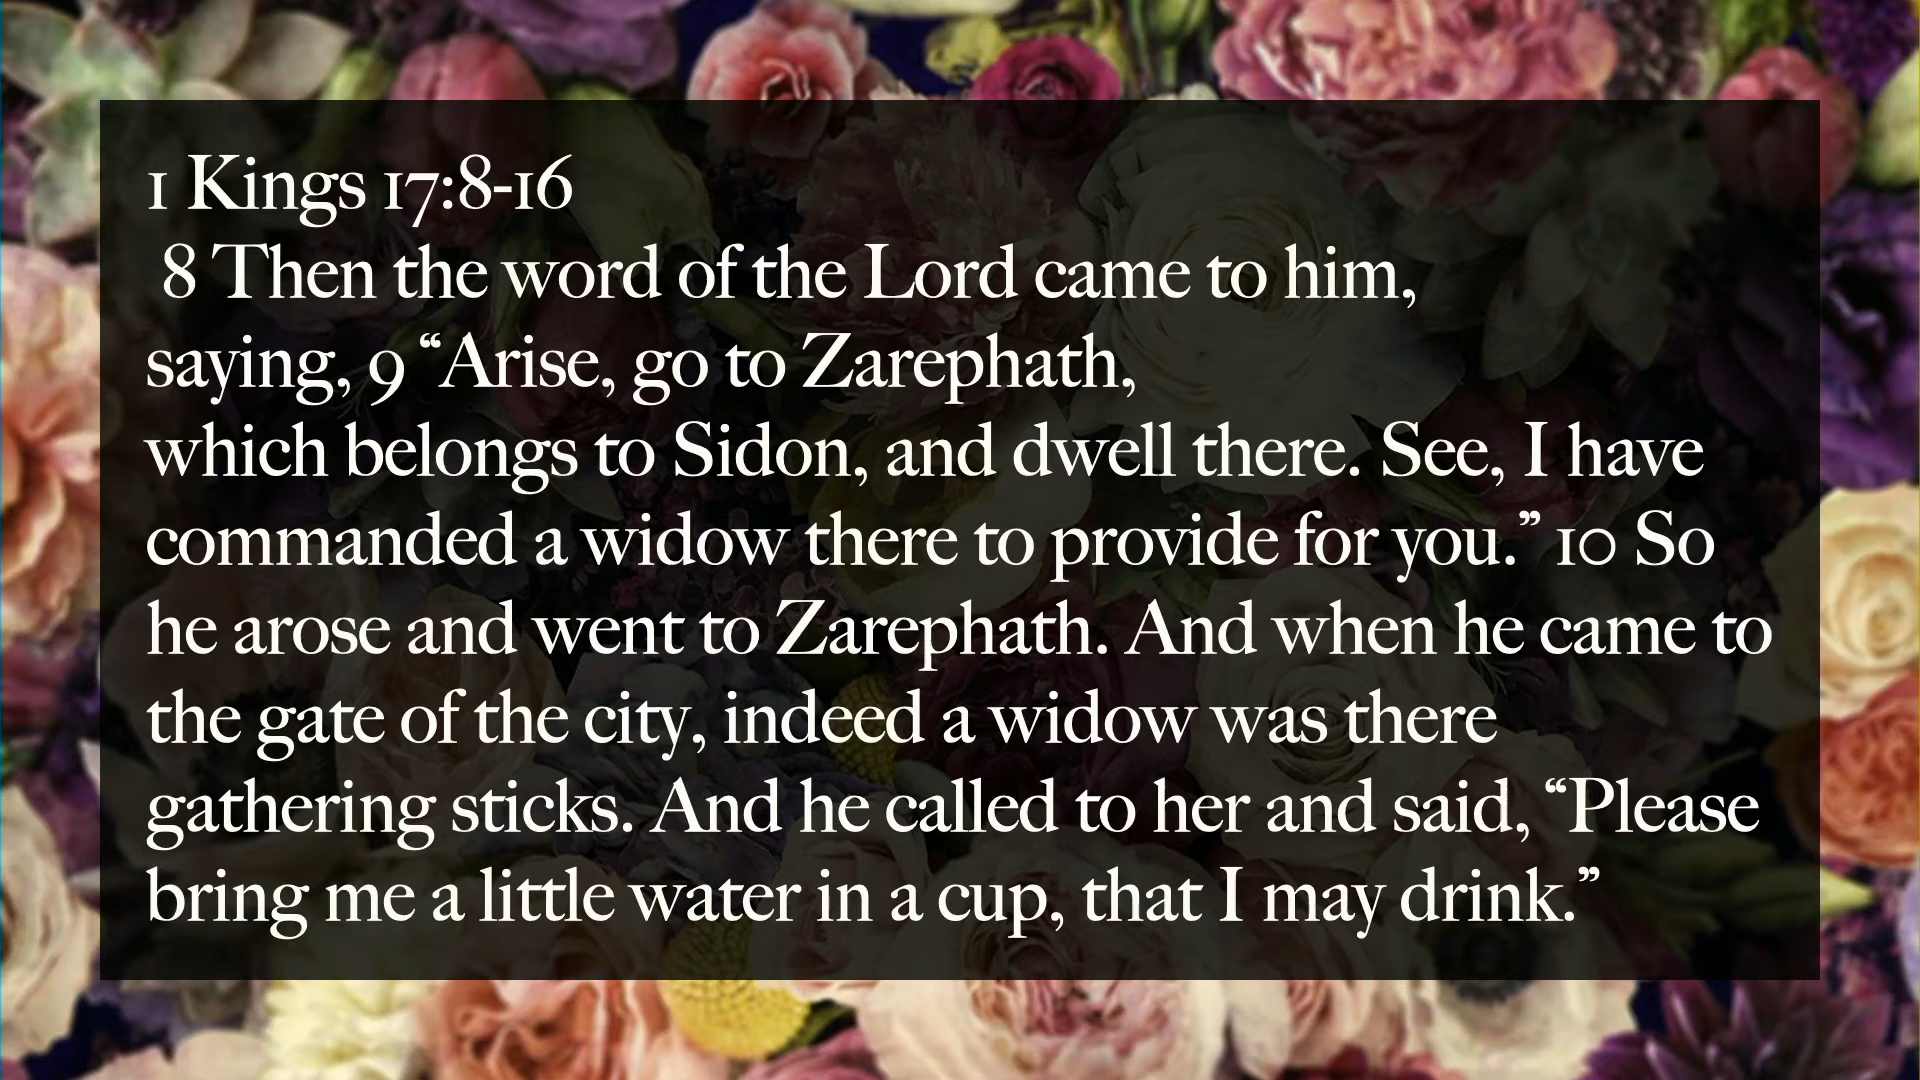 1 Kings 17:8-16
8 Then the word of the Lord came to him,
saying, 9 “Arise, go to Zarephath,
which belongs to Sidon, and dwell there. See, I have
commanded a widow there to provide for you.” 10 So
he arose and went to Zarephath. And when he came to
the gate of the city, indeed a widow was there
gathering sticks. And he called to her and said, “Please
bring me a little water in a cup, that I may drink.”